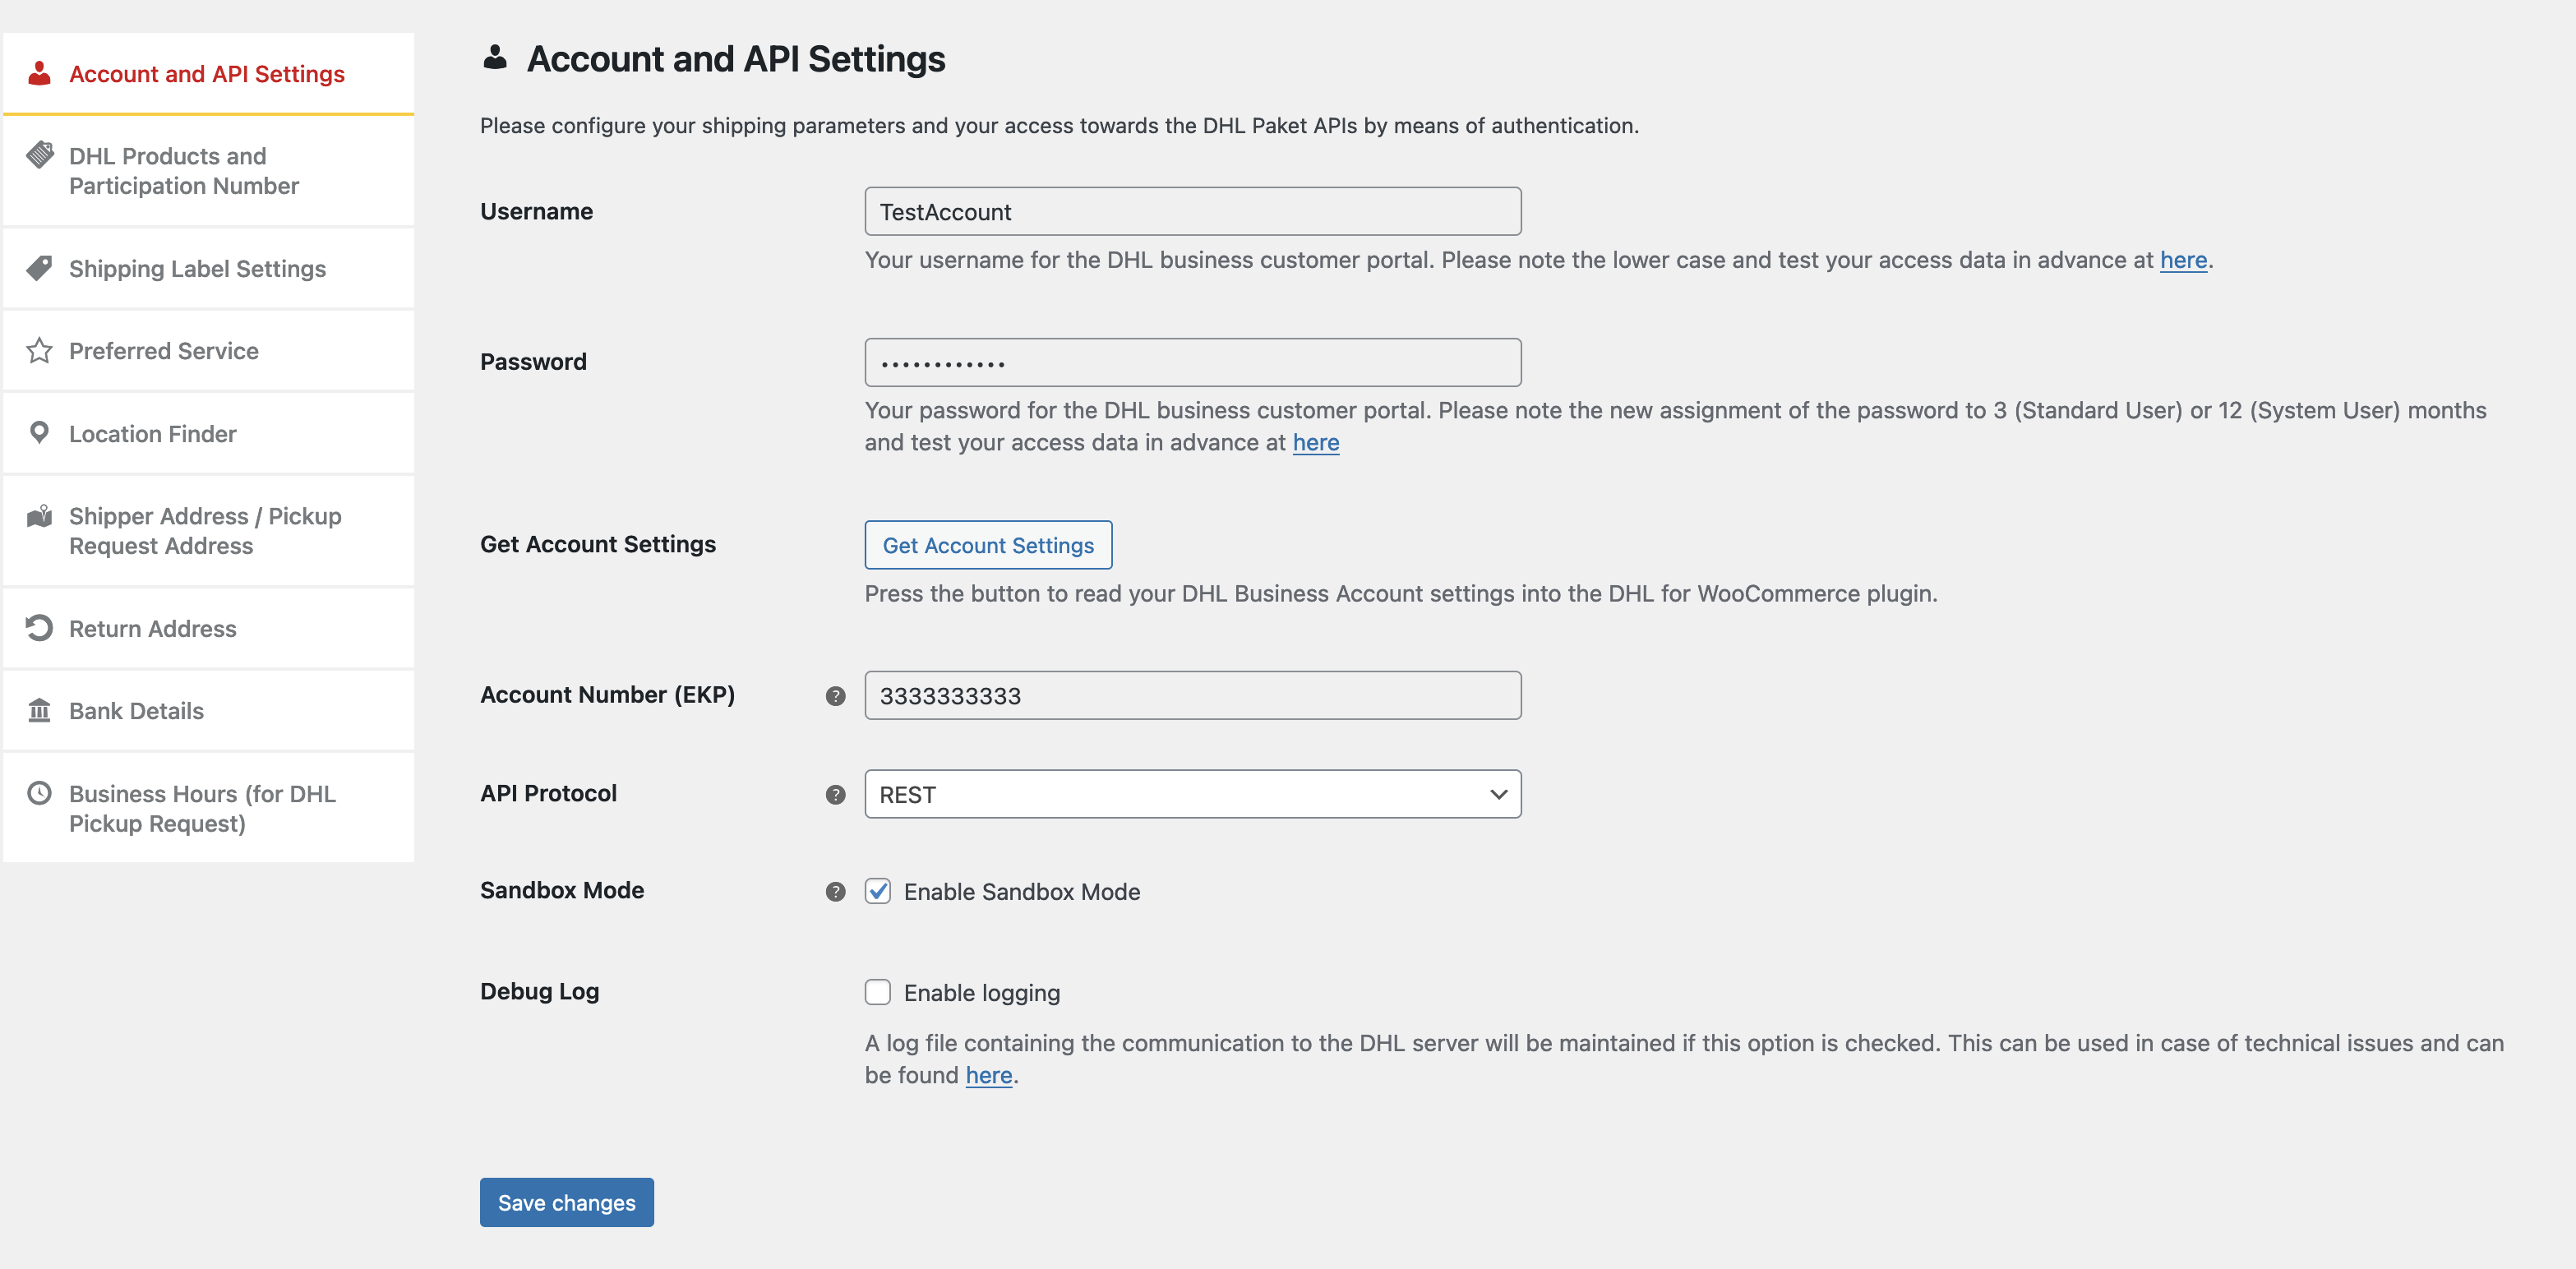 Account and API Settings
DHL Products and
Participation Number
Shipping Label Settings
Preferred Service
Location Finder
Shipper Address / Pickup
Request Address
Return Address
Bank Details
Business Hours (for DHL
Pickup Request)
Account and API Settings
Please configure your shipping parameters and your access towards the DHL Paket APIs by means of authentication.
Username
TestAccount
Your username for the DHL business customer portal. Please note the lower case and test your access data in advance at here.
Password
••••••••••••
Your password for the DHL business customer portal. Please note the new assignment of the password to 3 (Standard User) or 12 (System User) months
and test your access data in advance at here
Get Account Settings
Get Account Settings
Press the button to read your DHL Business Account settings into the DHL for WooCommerce plugin.
Account Number (EKP)
?
3333333333
API Protocol
?
REST
Sandbox Mode
?
Enable Sandbox Mode
Debug Log
Enable logging
A log file containing the communication to the DHL server will be maintained if this option is checked. This can be used in case of technical issues and can
be found here.
Save changes